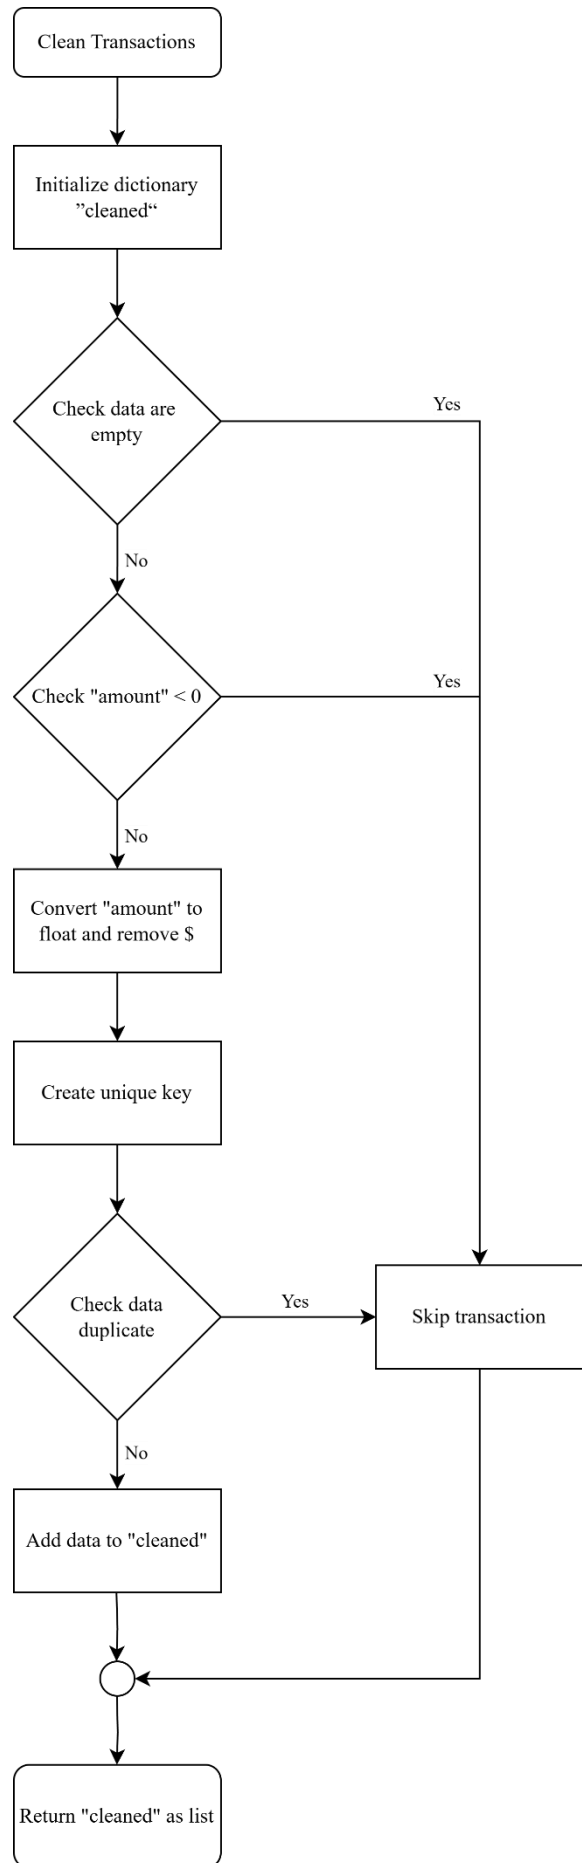 Clean Transactions
Initialize dictionary
”cleaned“
Check data are
empty
Yes
No
Check "amount" < 0
Yes
No
Convert "amount" to
float and remove $
Create unique key
Check data
duplicate
Yes
Skip transaction
No
Add data to "cleaned"
Return "cleaned" as list